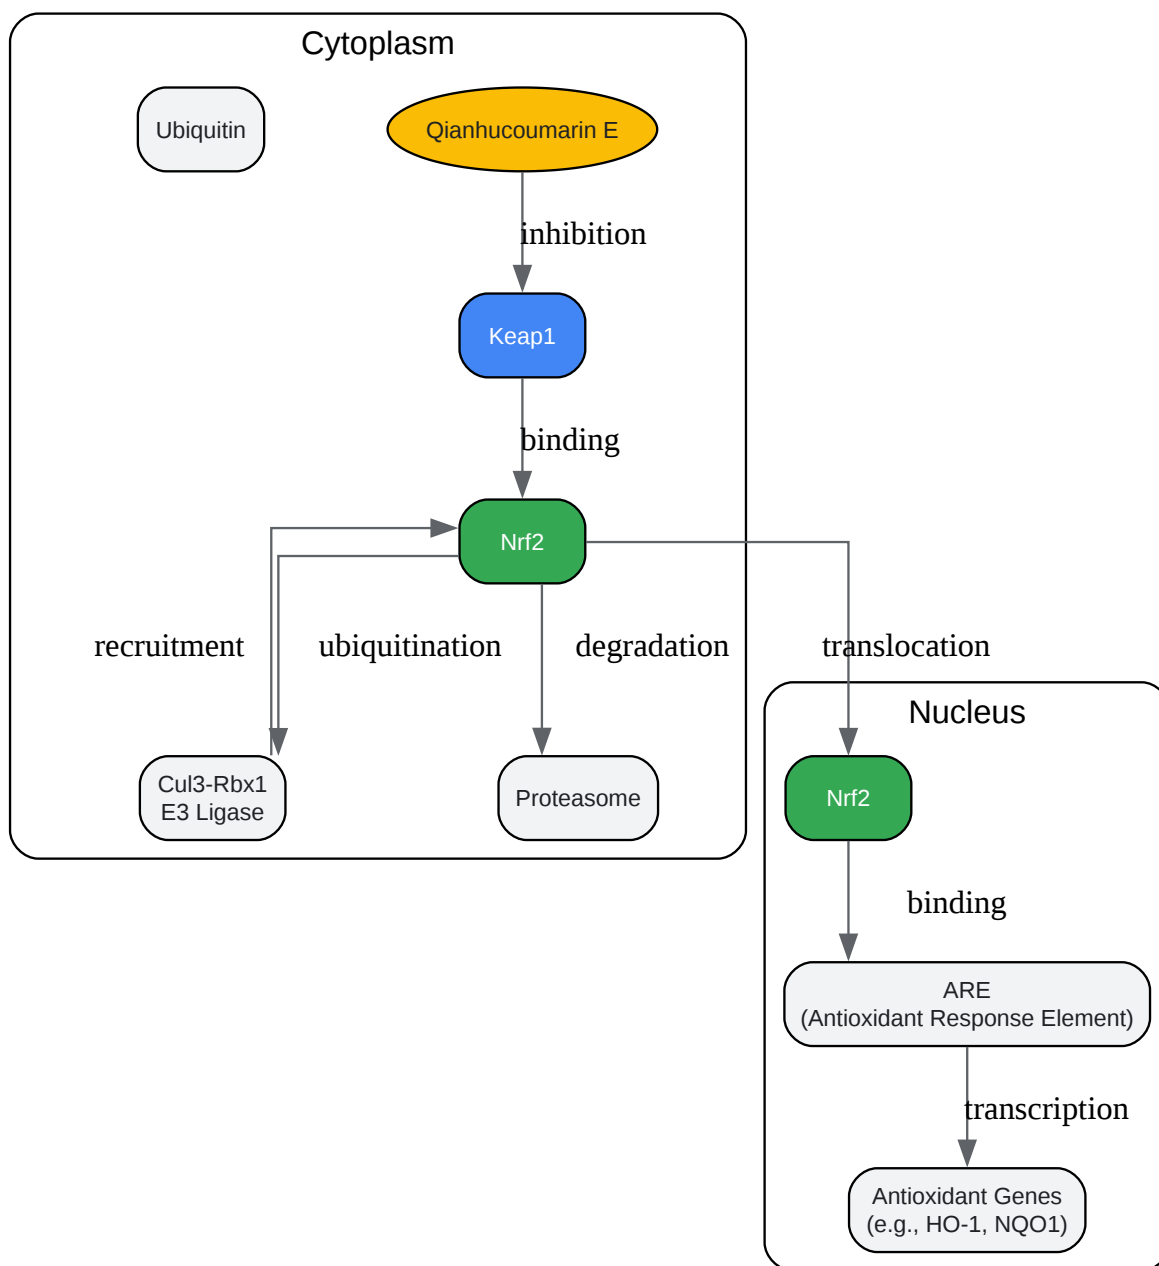 Cytoplasm
Ubiquitin
Qianhucoumarin E
inhibition
Keap1
binding
Nrf2
recruitment
ubiquitination
degradation
translocation
Nucleus
Cul3-Rbx1
E3 Ligase
Proteasome
Nrf2
binding
ARE
(Antioxidant Response Element)
transcription
Antioxidant Genes
(e.g., HO-1, NQO1)